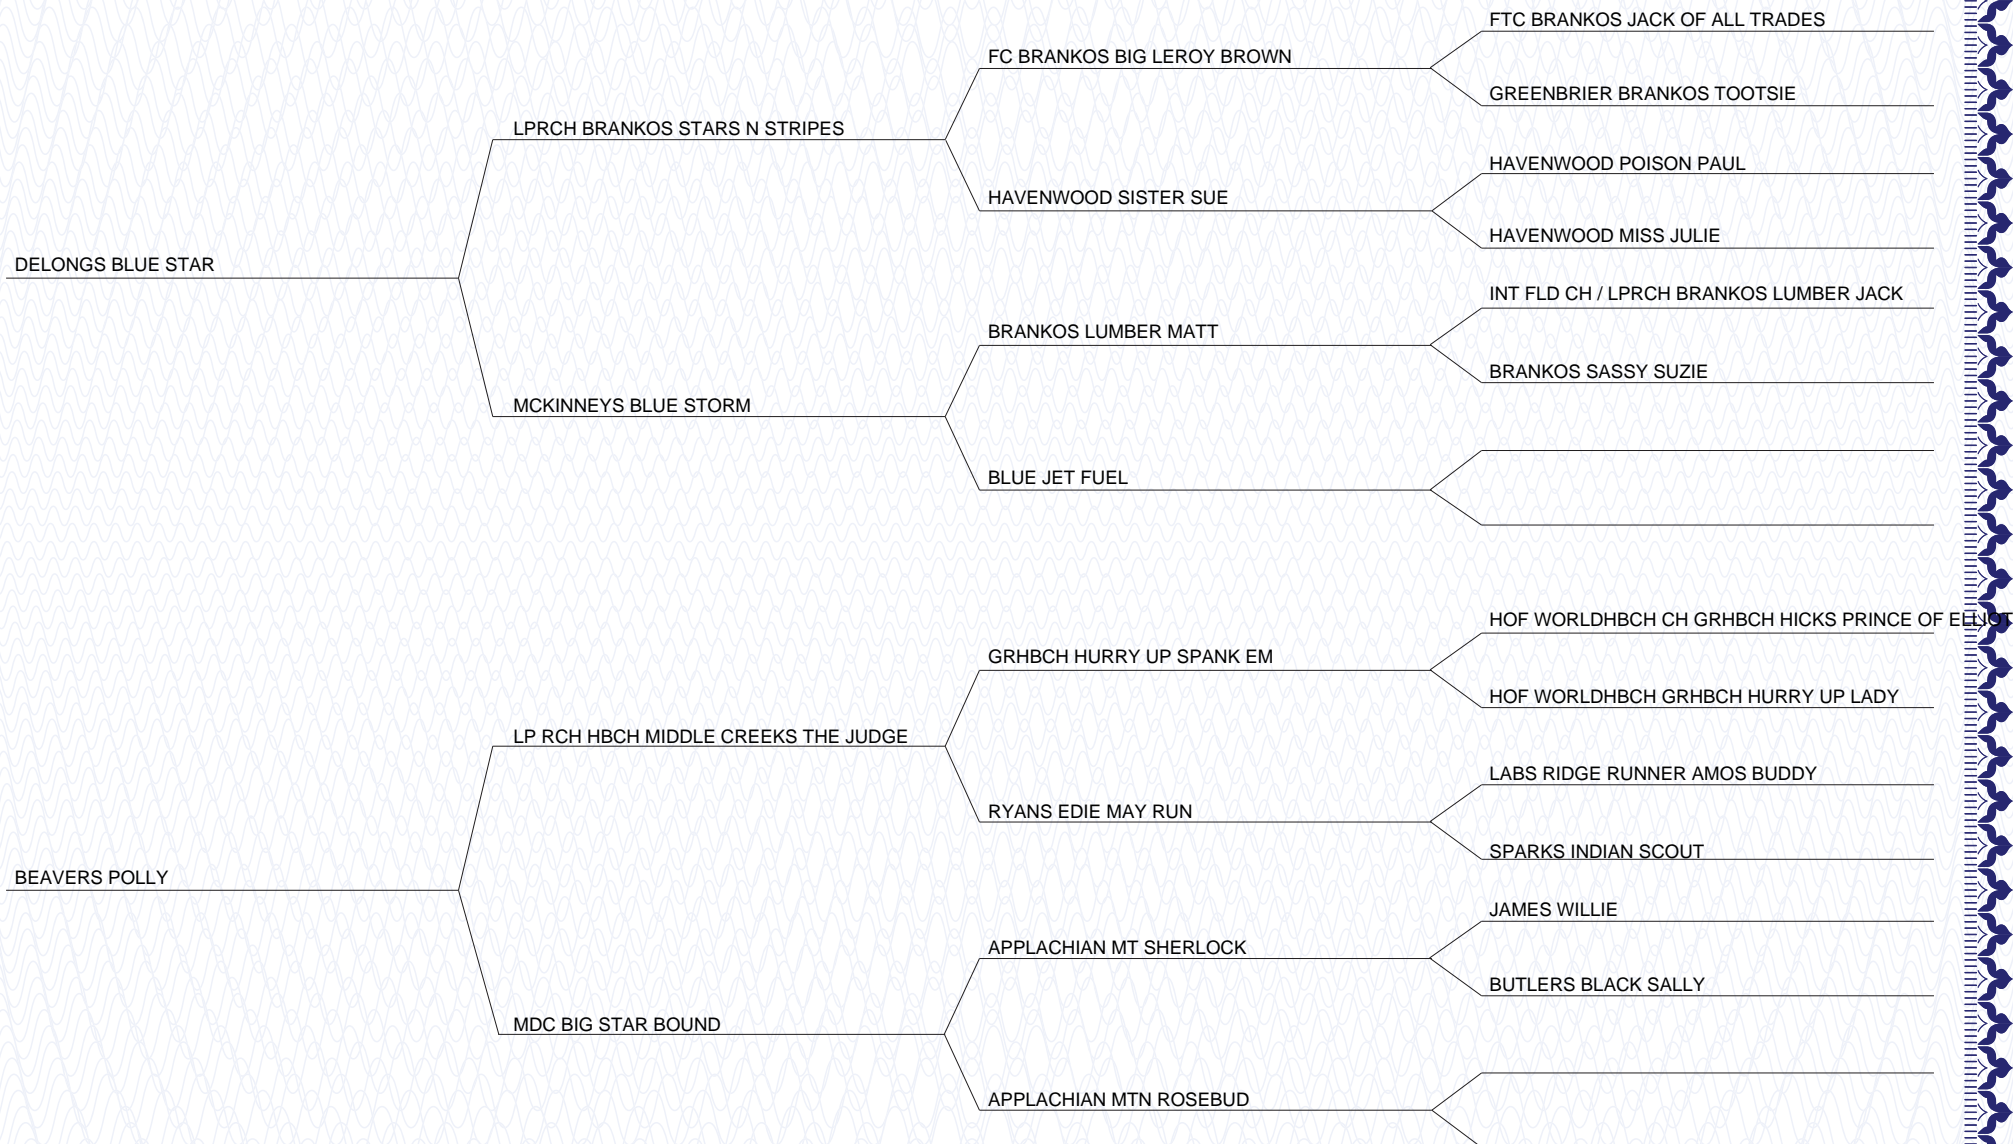 FTC BRANKOS JACK OF ALL TRADES
FC BRANKOS BIG LEROY BROWN
GREENBRIER BRANKOS TOOTSIE
LPRCH BRANKOS STARS N STRIPES
HAVENWOOD POISON PAUL
HAVENWOOD SISTER SUE
HAVENWOOD MISS JULIE
DELONGS BLUE STAR
INT FLD CH / LPRCH BRANKOS LUMBER JACK
BRANKOS LUMBER MATT
BRANKOS SASSY SUZIE
MCKINNEYS BLUE STORM
BLUE JET FUEL
HOF WORLDHBCH CH GRHBCH HICKS PRINCE OF ELLIOT
GRHBCH HURRY UP SPANK EM
HOF WORLDHBCH GRHBCH HURRY UP LADY
LP RCH HBCH MIDDLE CREEKS THE JUDGE
LABS RIDGE RUNNER AMOS BUDDY
RYANS EDIE MAY RUN
SPARKS INDIAN SCOUT
BEAVERS POLLY
JAMES WILLIE
APPLACHIAN MT SHERLOCK
BUTLERS BLACK SALLY
MDC BIG STAR BOUND
APPLACHIAN MTN ROSEBUD